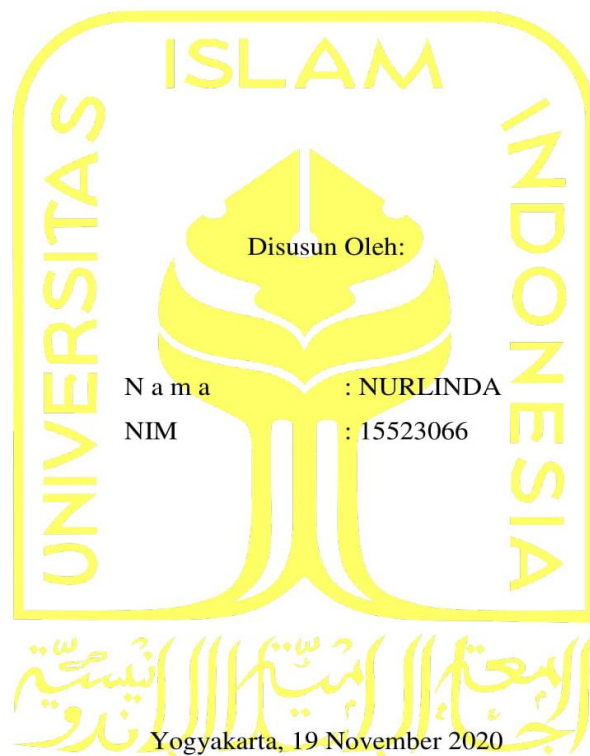 ISLAM
UNIVERSITAS
INDONESIA
Disusun Oleh:
N a m a : NURLINDA
NIM : 15523066
Yogyakarta, 19 November 2020